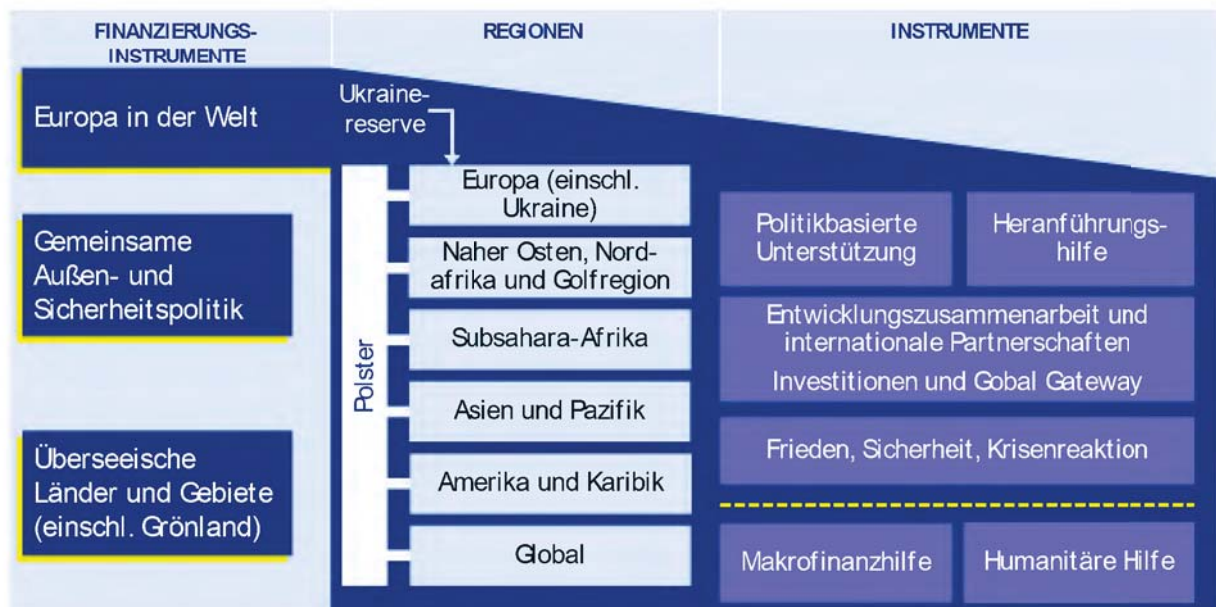 FINANZIERUNGS-
INSTRUMENTE
REGIONEN
INSTRUMENTE
Europa in der Welt
Gemeinsame
Außen- und
Sicherheitspolitik
Überseeische
Länder und Gebiete
(einschl. Grönland)
Ukraine-
reserve
Polster
Europa (einschl.
Ukraine)
Naher Osten, Nord-
afrika und Golfregion
Subsahara-Afrika
Asien und Pazifik
Amerika und Karibik
Global
Politikbasierte
Unterstützung
Heranführungs-
hilfe
Entwicklungszusammenarbeit und
internationale Partnerschaften
Investitionen und Gobal Gateway
Frieden, Sicherheit, Krisenreaktion
Makrofinanzhilfe
Humanitäre Hilfe